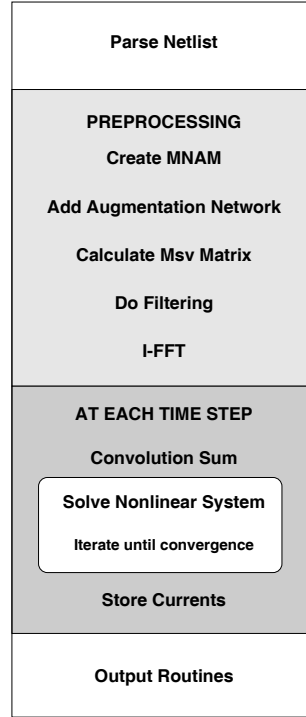 Parse Netlist
PREPROCESSING
Create MNAM
Add Augmentation Network
Calculate Msv Matrix
Do Filtering
I-FFT
AT EACH TIME STEP
Convolution Sum
Solve Nonlinear System
Iterate until convergence
Store Currents
Output Routines